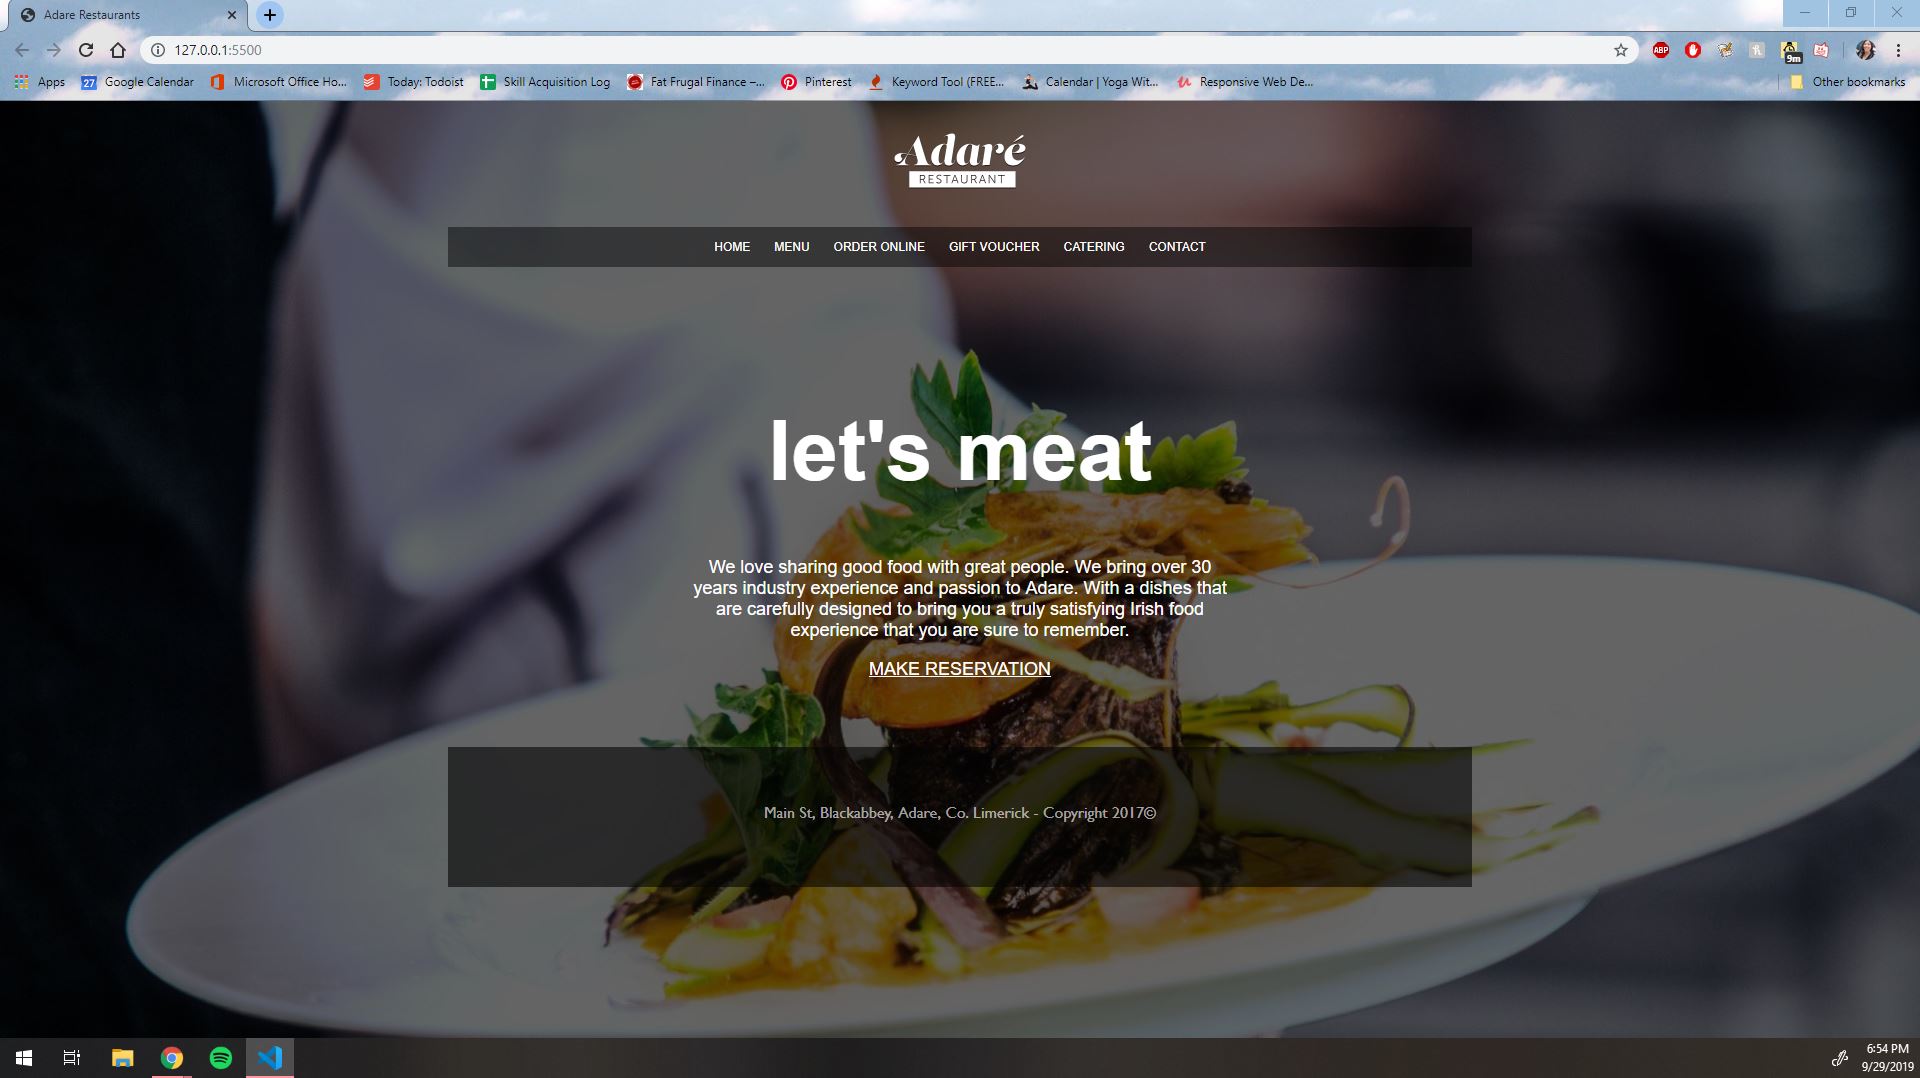 Adare Restaurants
127.0.0.1:5500
ABP
9m
Apps
27
Google Calendar
Microsoft Office Ho...
Today: Todoist
Skill Acquisition Log
Fat Frugal Finance –...
Pinterest
Keyword Tool (FREE...
Calendar | Yoga Wit...
Responsive Web De...
Other bookmarks
Adaré
RESTAURANT
HOME MENU ORDER ONLINE GIFT VOUCHER CATERING CONTACT
let's meat
We love sharing good food with great people. We bring over 30
years industry experience and passion to Adare. With a dishes that
are carefully designed to bring you a truly satisfying Irish food
experience that you are sure to remember.
MAKE RESERVATION
Main St, Blackabbey, Adare, Co. Limerick - Copyright 2017©
6:54 PM
9/29/2019